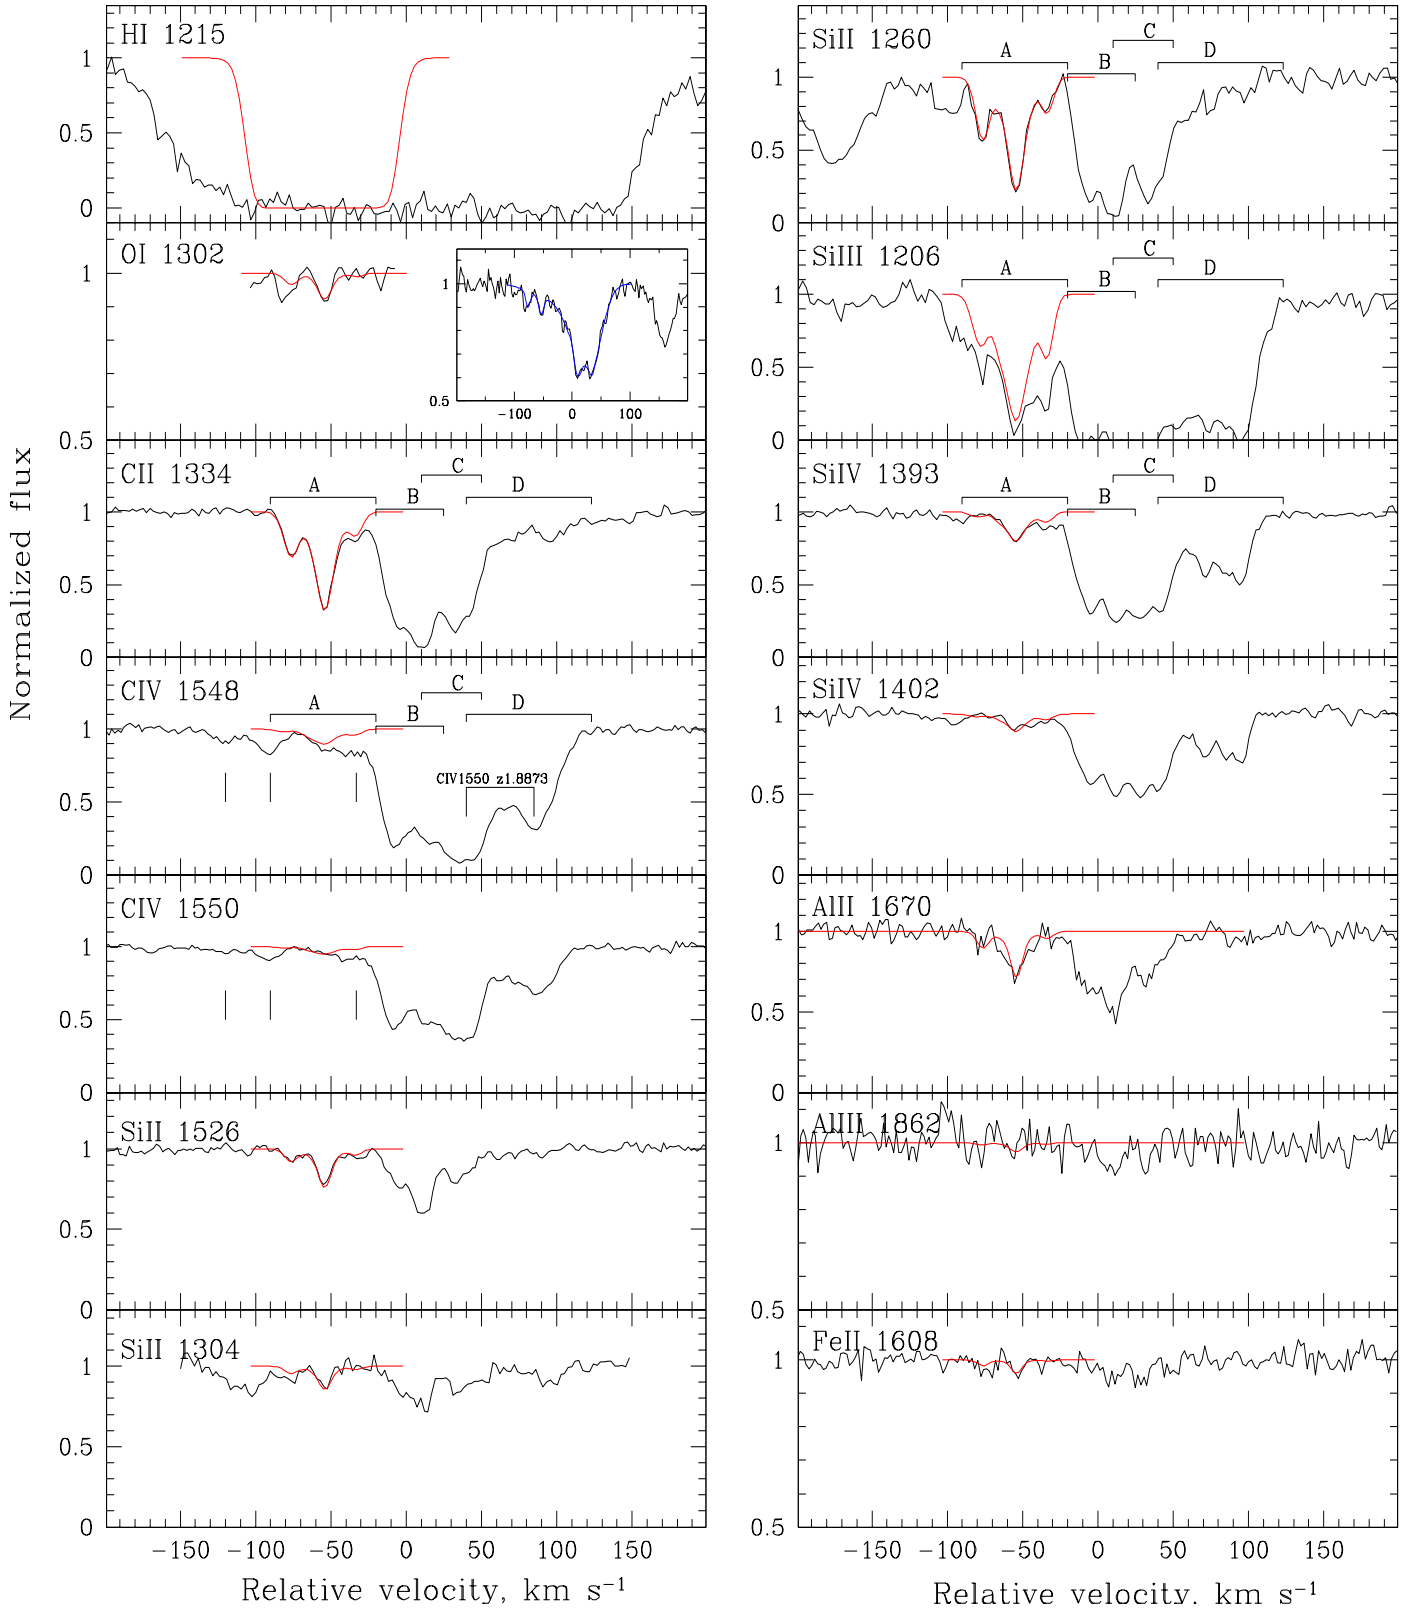 Normalized flux
HI 1215
1
0.5
0
OI 1302
1
0.5
1
0.5
-100 0 100
CII 1334
A
B
C
D
1
0.5
0
CIV 1548
A
B
C
D
CIV1550 z1.8873
1
0.5
0
CIV 1550
1
0.5
0
SiII 1526
1
0.5
0
SiII 1304
1
0.5
0
-150 -100 -50 0 50 100 150
Relative velocity, km s⁻¹
SiII 1260
A
B
C
D
1
0.5
0
SiIII 1206
A
B
C
D
1
0.5
0
SiIV 1393
A
B
C
D
1
0.5
0
SiIV 1402
1
0.5
0
AlII 1670
1
0.5
0
AlIII 1862
1
0.5
FeII 1608
1
0.5
-150 -100 -50 0 50 100 150
Relative velocity, km s⁻¹